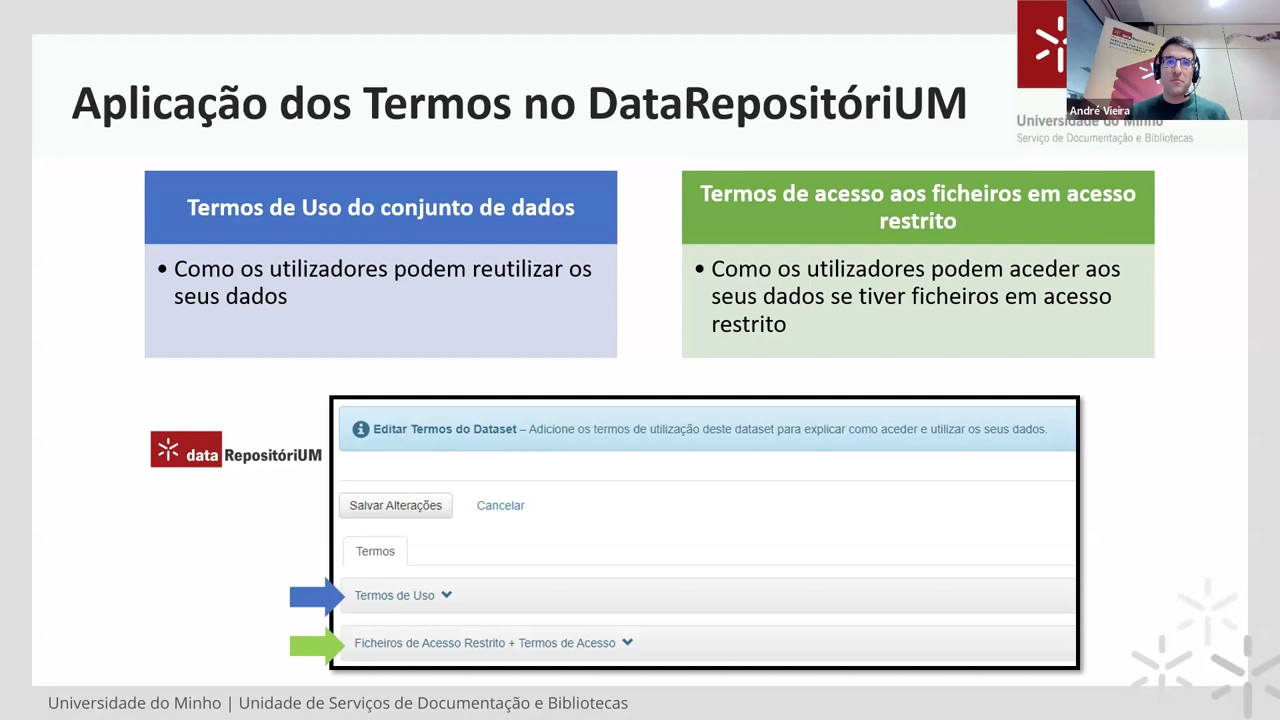 Aplicação dos Termos no DataRepositóriUM
André Vieira
Universidade do Minho
Serviço de Documentação e Bibliotecas
Termos de Uso do conjunto de dados
• Como os utilizadores podem reutilizar os
seus dados
Termos de acesso aos ficheiros em acesso
restrito
• Como os utilizadores podem aceder aos
seus dados se tiver ficheiros em acesso
restrito
data RepositóriUM
Editar Termos do Dataset – Adicione os termos de utilização deste dataset para explicar como aceder e utilizar os seus dados.
Salvar Alterações Cancelar
Termos
Termos de Uso
Ficheiros de Acesso Restrito + Termos de Acesso
Universidade do Minho | Unidade de Serviços de Documentação e Bibliotecas